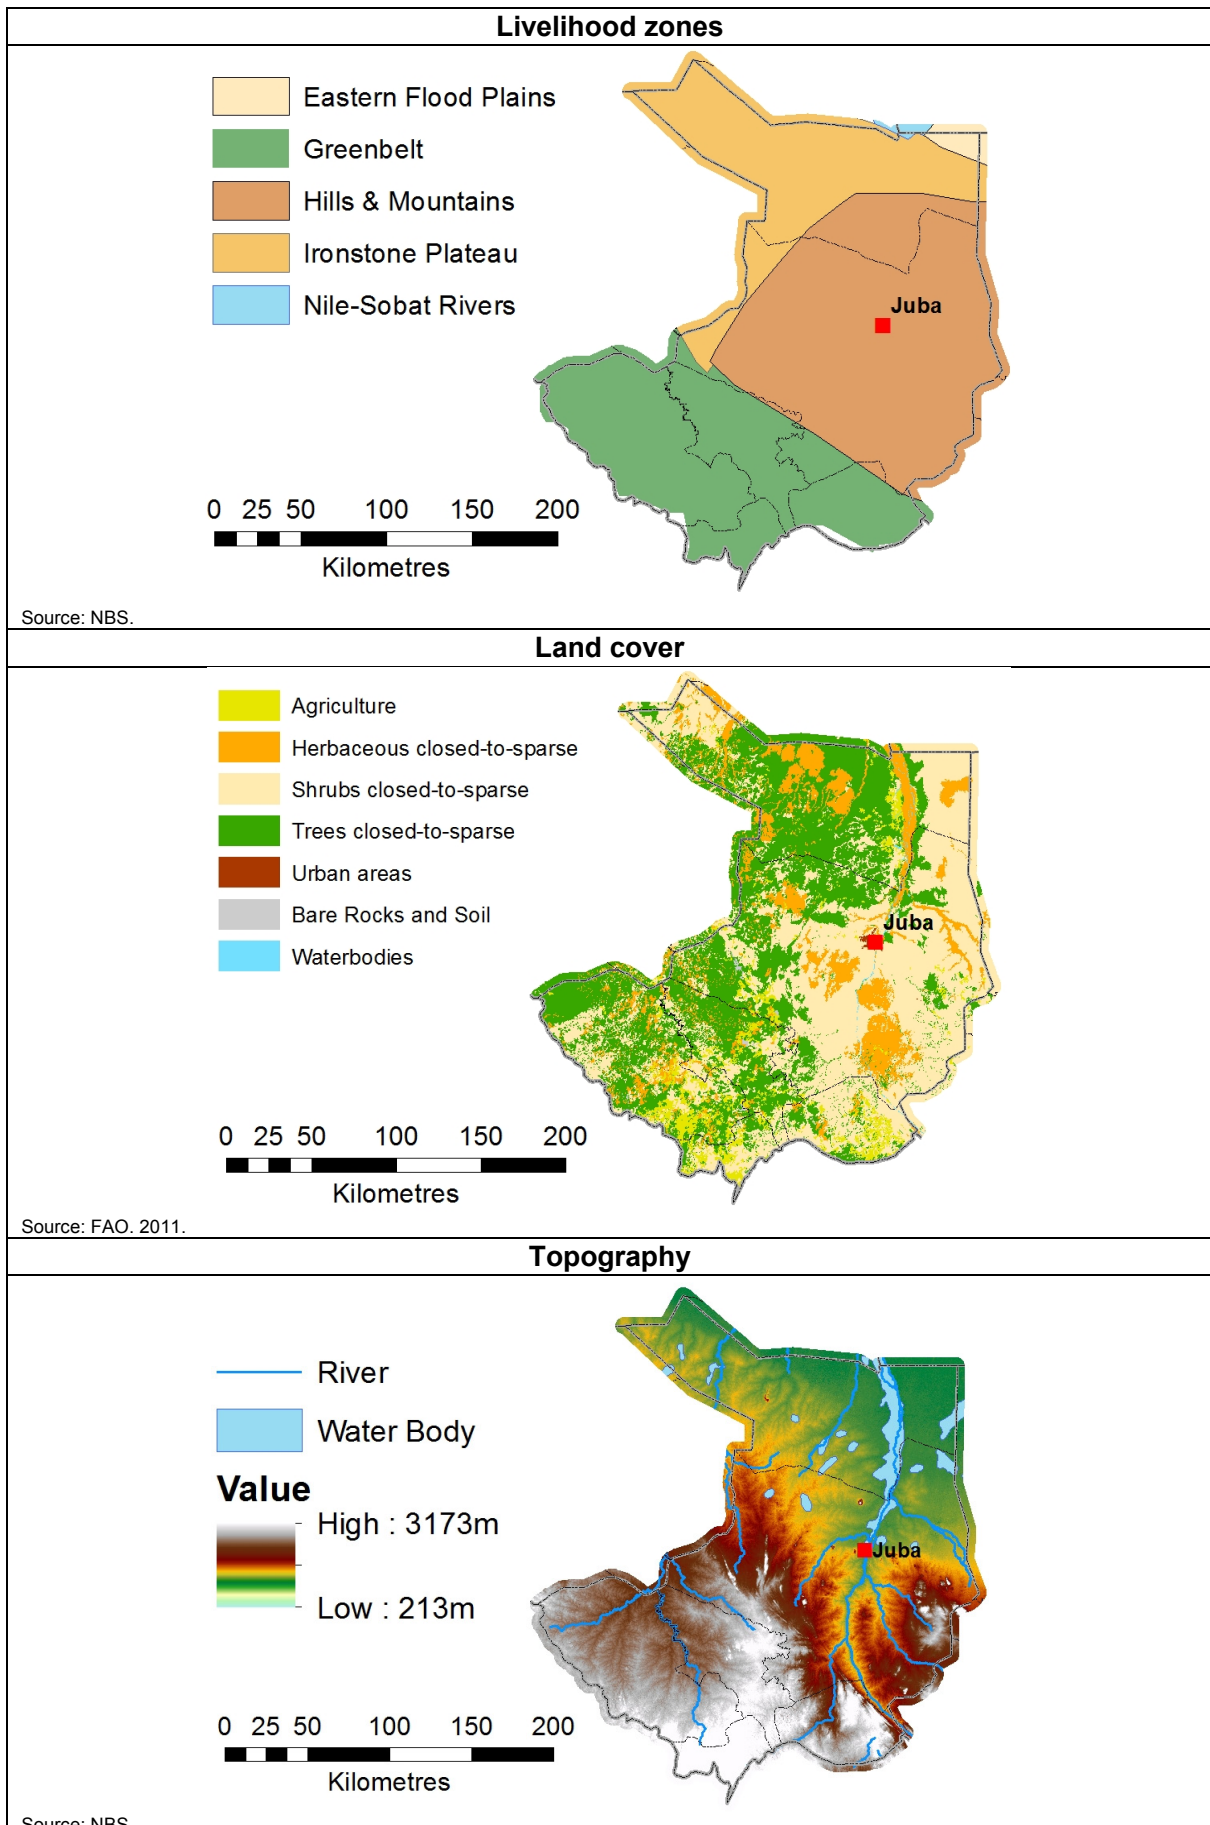 Livelihood zones
Eastern Flood Plains
Greenbelt
Hills & Mountains
Ironstone Plateau
Nile-Sobat Rivers
Juba
0 25 50 100 150 200
Kilometres
Source: NBS.
Land cover
Agriculture
Herbaceous closed-to-sparse
Shrubs closed-to-sparse
Trees closed-to-sparse
Urban areas
Bare Rocks and Soil
Waterbodies
Juba
0 25 50 100 150 200
Kilometres
Source: FAO. 2011.
Topography
River
Water Body
Value
High : 3173m
Low : 213m
Juba
0 25 50 100 150 200
Kilometres
Source: NBS